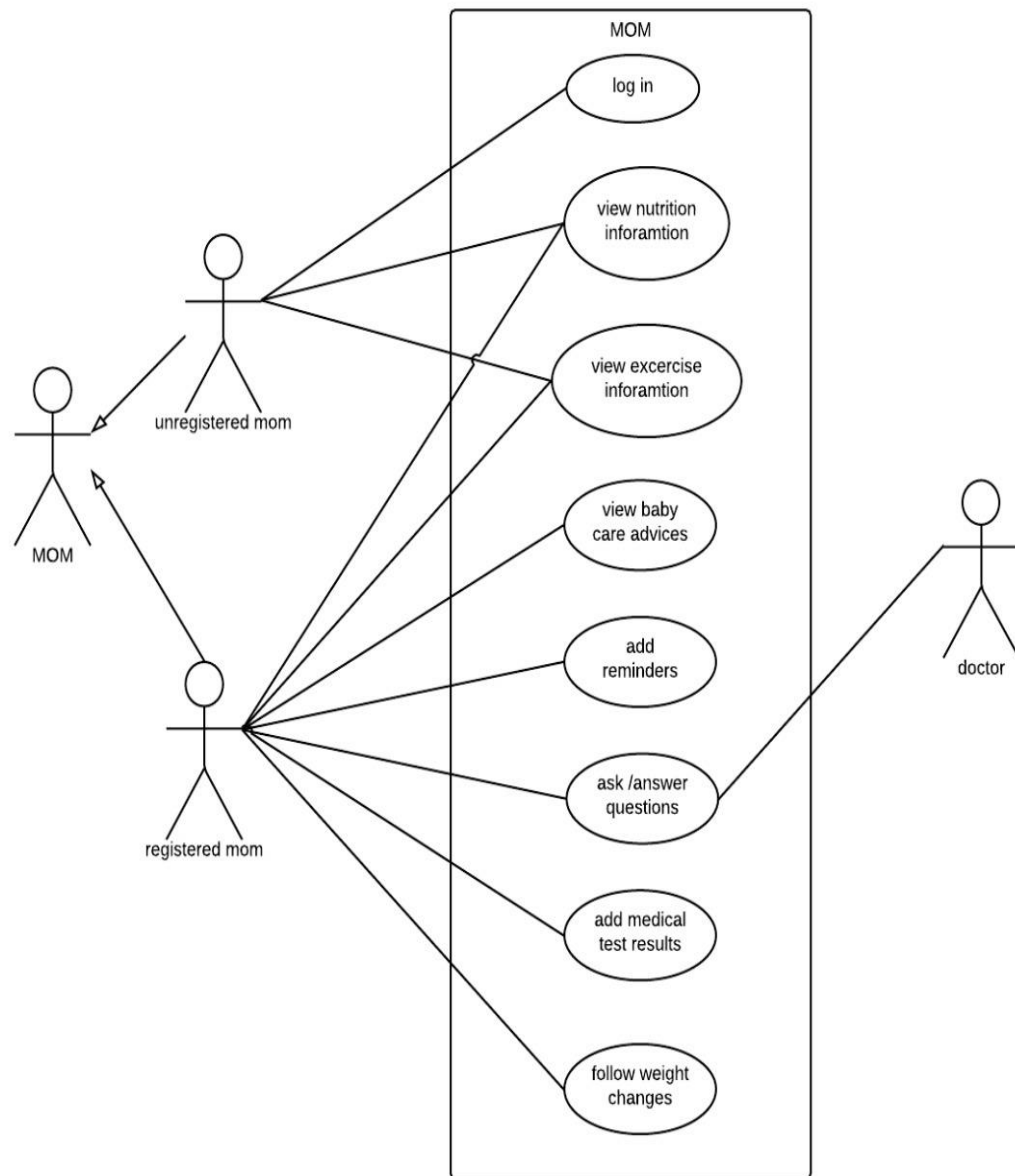 MOM
log in
view nutrition
inforamtion
view excercise
inforamtion
unregistered mom
MOM
view baby
care advices
doctor
add
reminders
ask /answer
questions
registered mom
add medical
test results
follow weight
changes